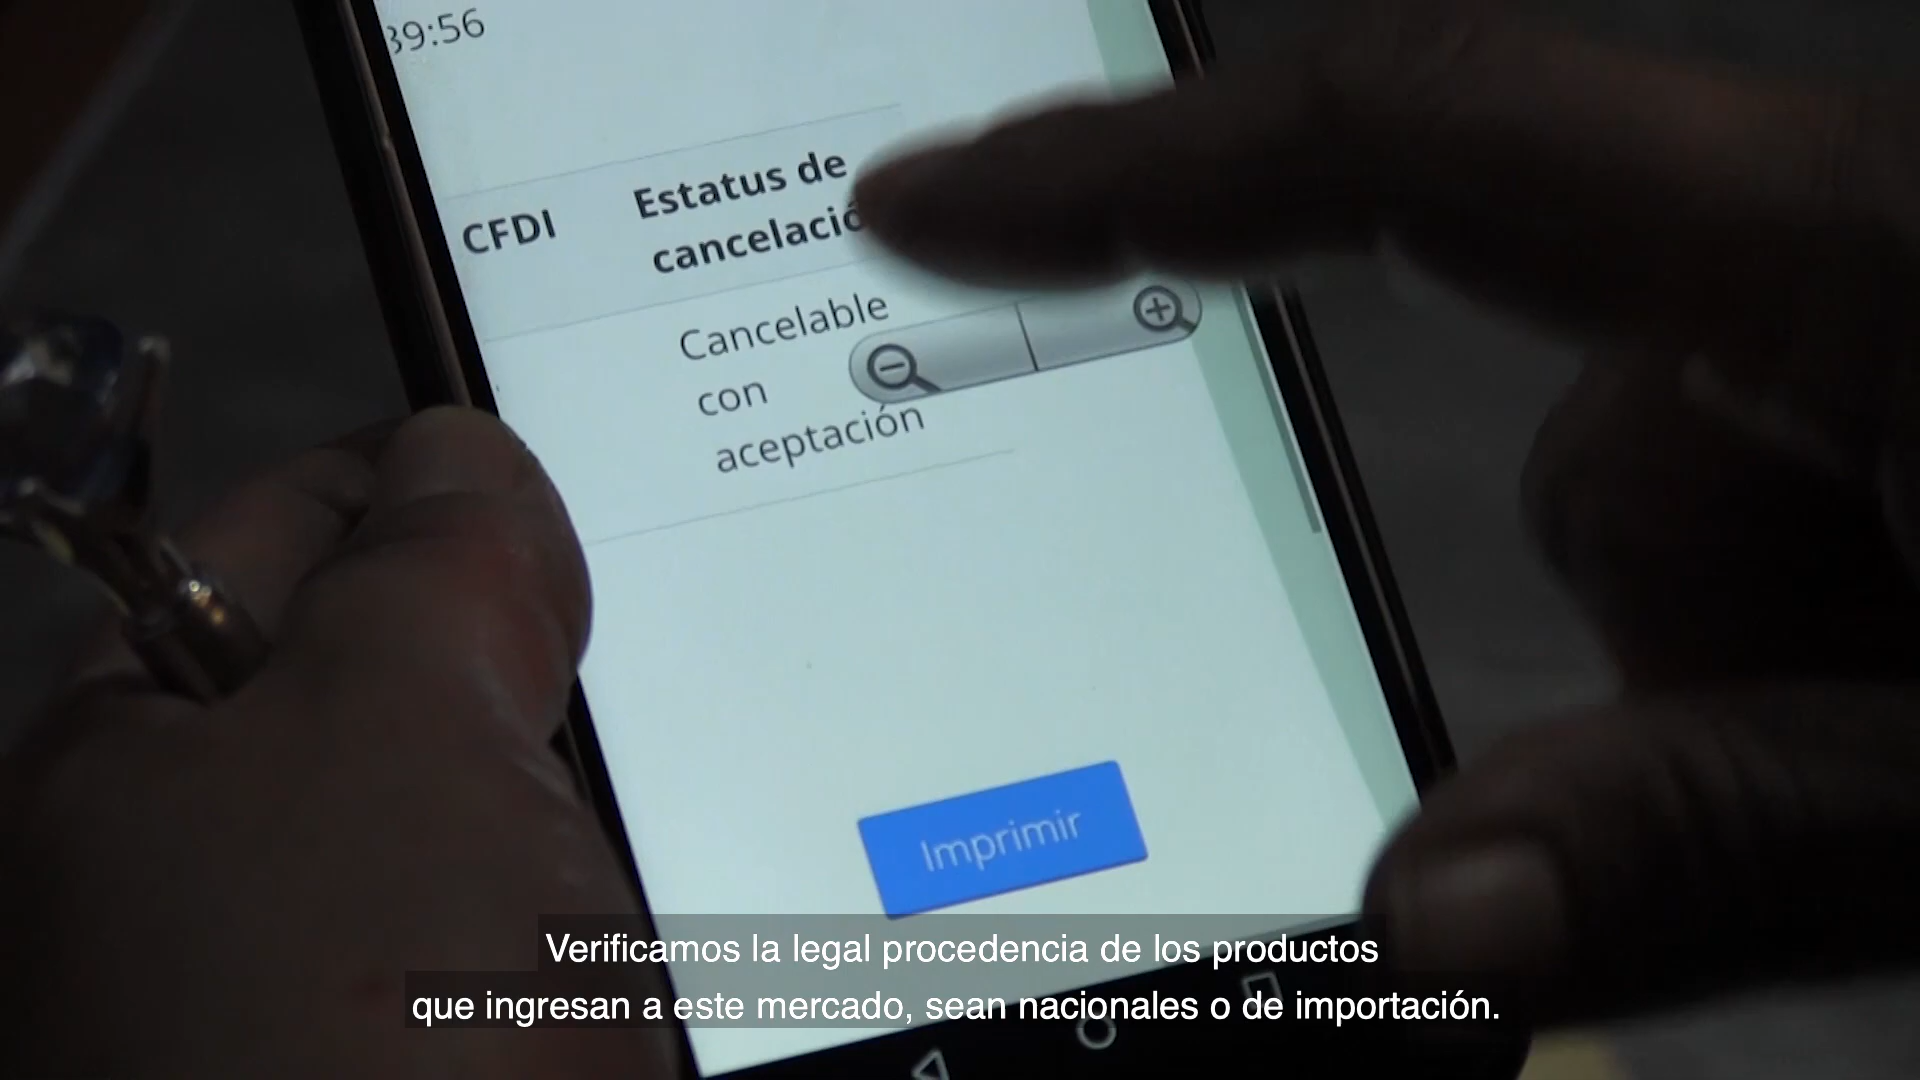 39:56
CFDI
Estatus de
cancelació
Cancelable
con
aceptación
Imprimir
Verificamos la legal procedencia de los productos
que ingresan a este mercado, sean nacionales o de importación.